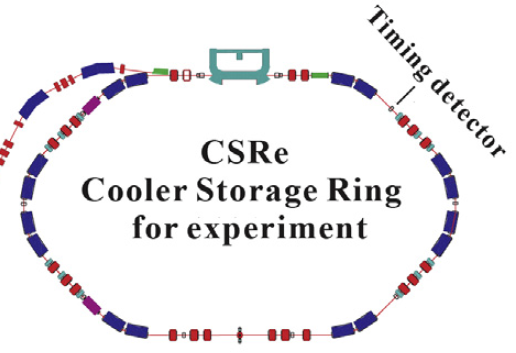 Timing detector
CSRe
Cooler Storage Ring
for experiment